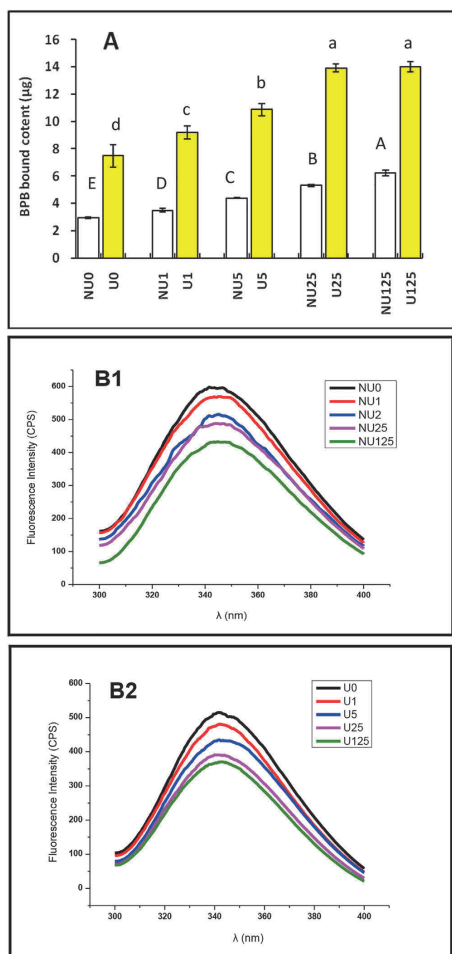 A
BPB bound cotent (µg)
16
14
12
10
8
6
4
2
0
E
d
D
c
C
b
B
a
A
a
NU0
U0
NU1
U1
NU5
U5
NU25
U25
NU125
U125
B1
Fluorescence Intensity (CPS)
600
500
400
300
200
100
0
NU0
NU1
NU2
NU25
NU125
300
320
340
360
380
400
λ (nm)
B2
Fluorescence Intensity (CPS)
500
400
300
200
100
0
U0
U1
U5
U25
U125
300
320
340
360
380
400
λ (nm)